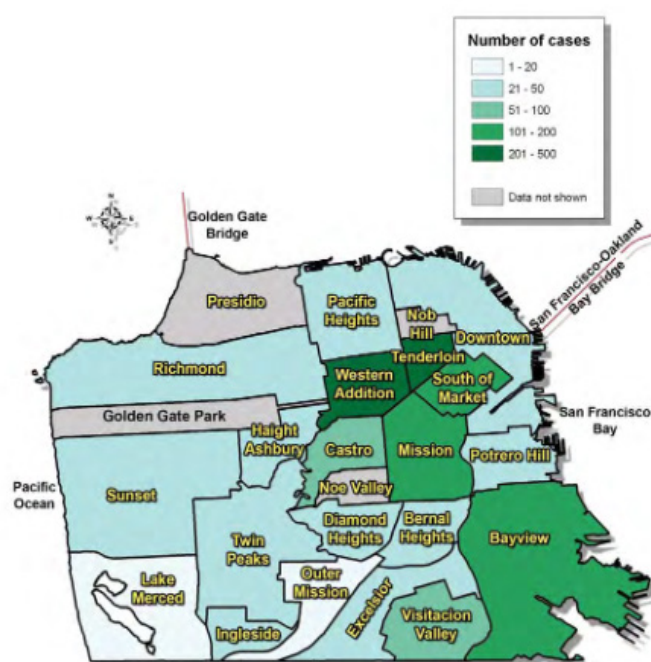 Number of cases
1 - 20
21 - 50
51 - 100
101 - 200
201 - 500
Data not shown
N
Golden Gate
Bridge
San Francisco-Oakland
Bay Bridge
Presidio
Pacific
Heights
Nob
Hill
Downtown
Tenderloin
Richmond
Western
Addition
South of
Market
Golden Gate Park
San Francisco
Bay
Haight
Ashbury
Castro
Mission
Potrero Hill
Pacific
Ocean
Sunset
Noe Valley
Diamond
Heights
Bernal
Heights
Bayview
Twin
Peaks
Lake
Merced
Outer
Mission
Excelsior
Ingleside
Visitacion
Valley